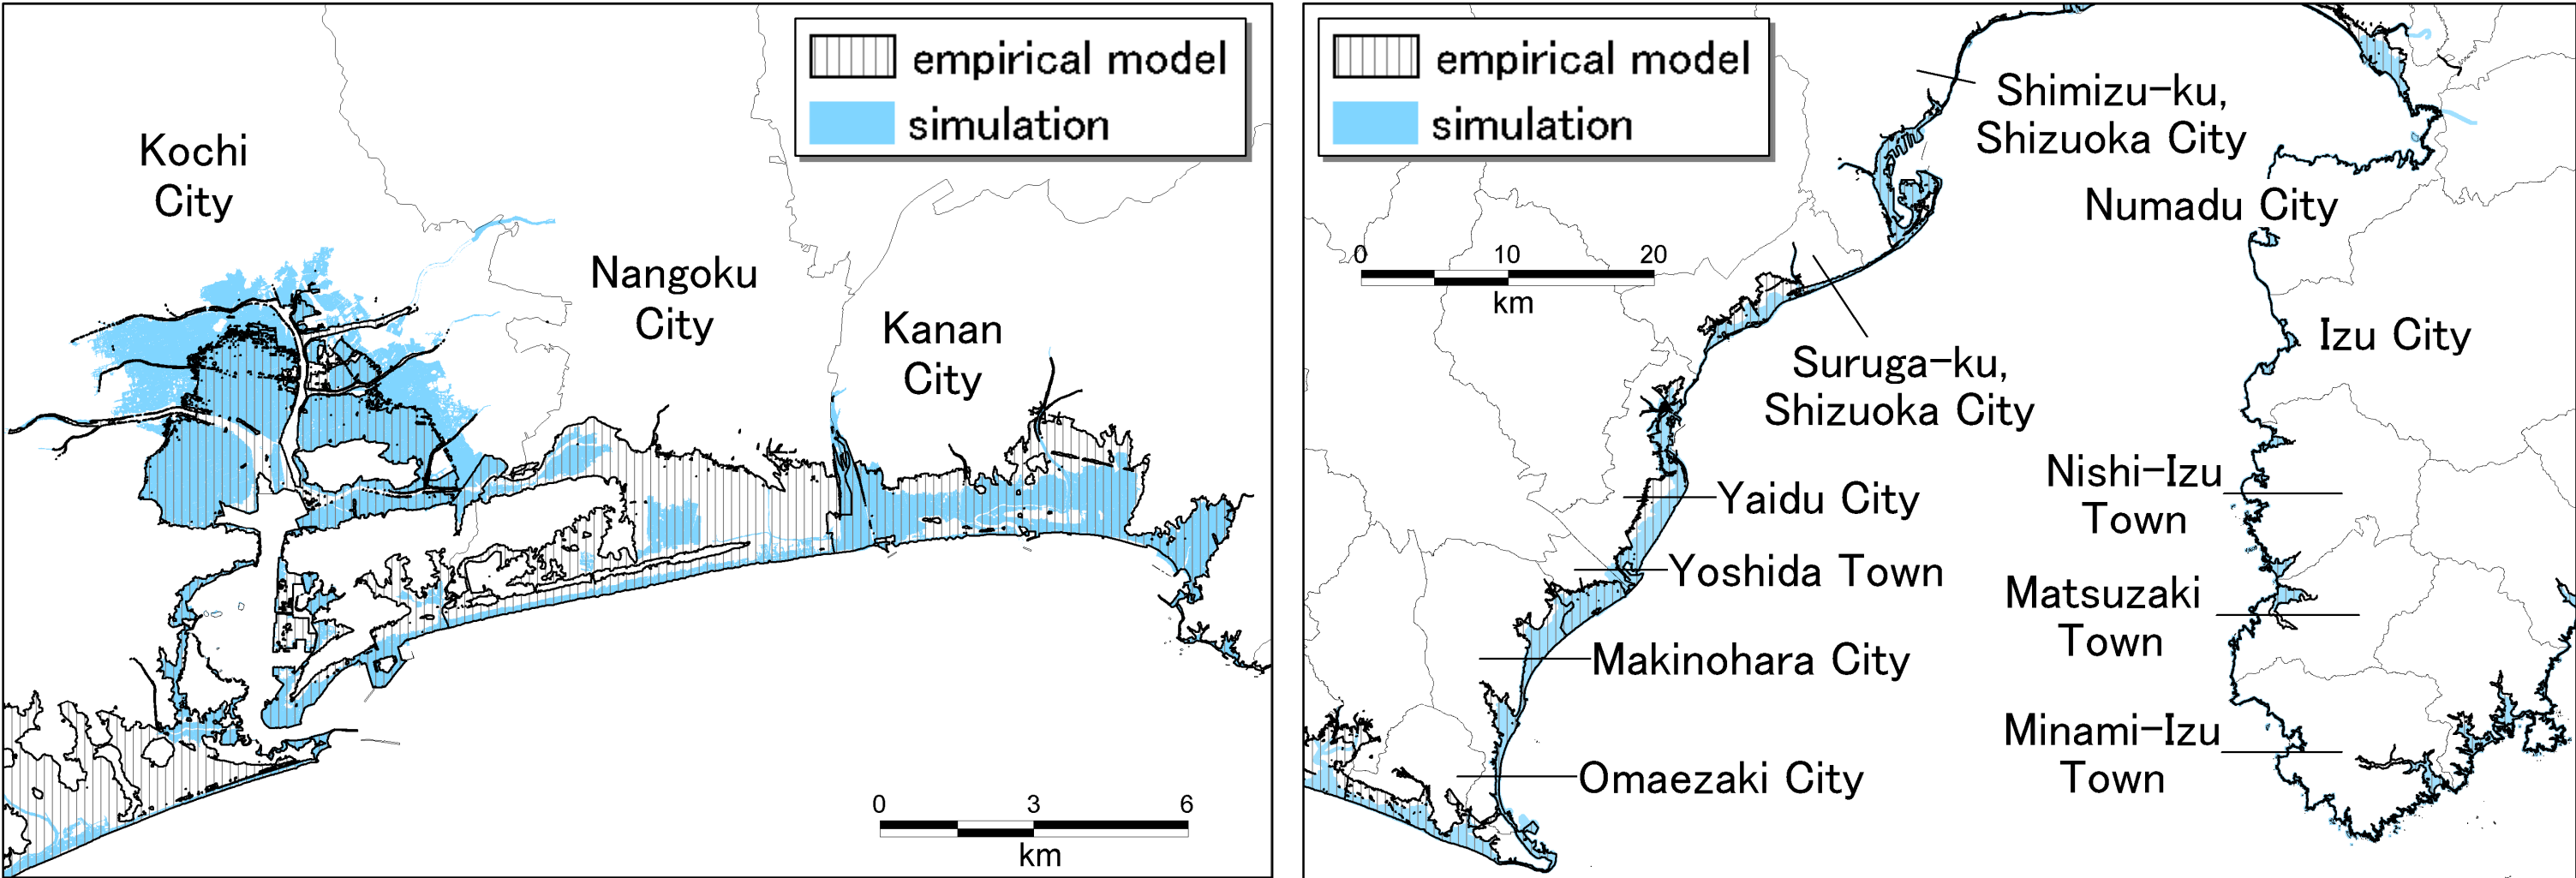 empirical model
simulation
Kochi
City
Nangoku
City
Kanan
City
0 3 6
km
empirical model
simulation
Shimizu-ku,
Shizuoka City
Numadu City
0 10 20
km
Izu City
Suruga-ku,
Shizuoka City
Nishi-Izu
Town
Yaidu City
Yoshida Town
Matsuzaki
Town
Makinohara City
Minami-Izu
Town
Omaezaki City